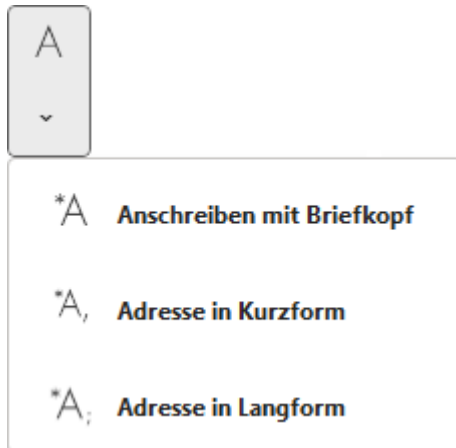 A
*A Anschreiben mit Briefkopf
*A, Adresse in Kurzform
*A; Adresse in Langform